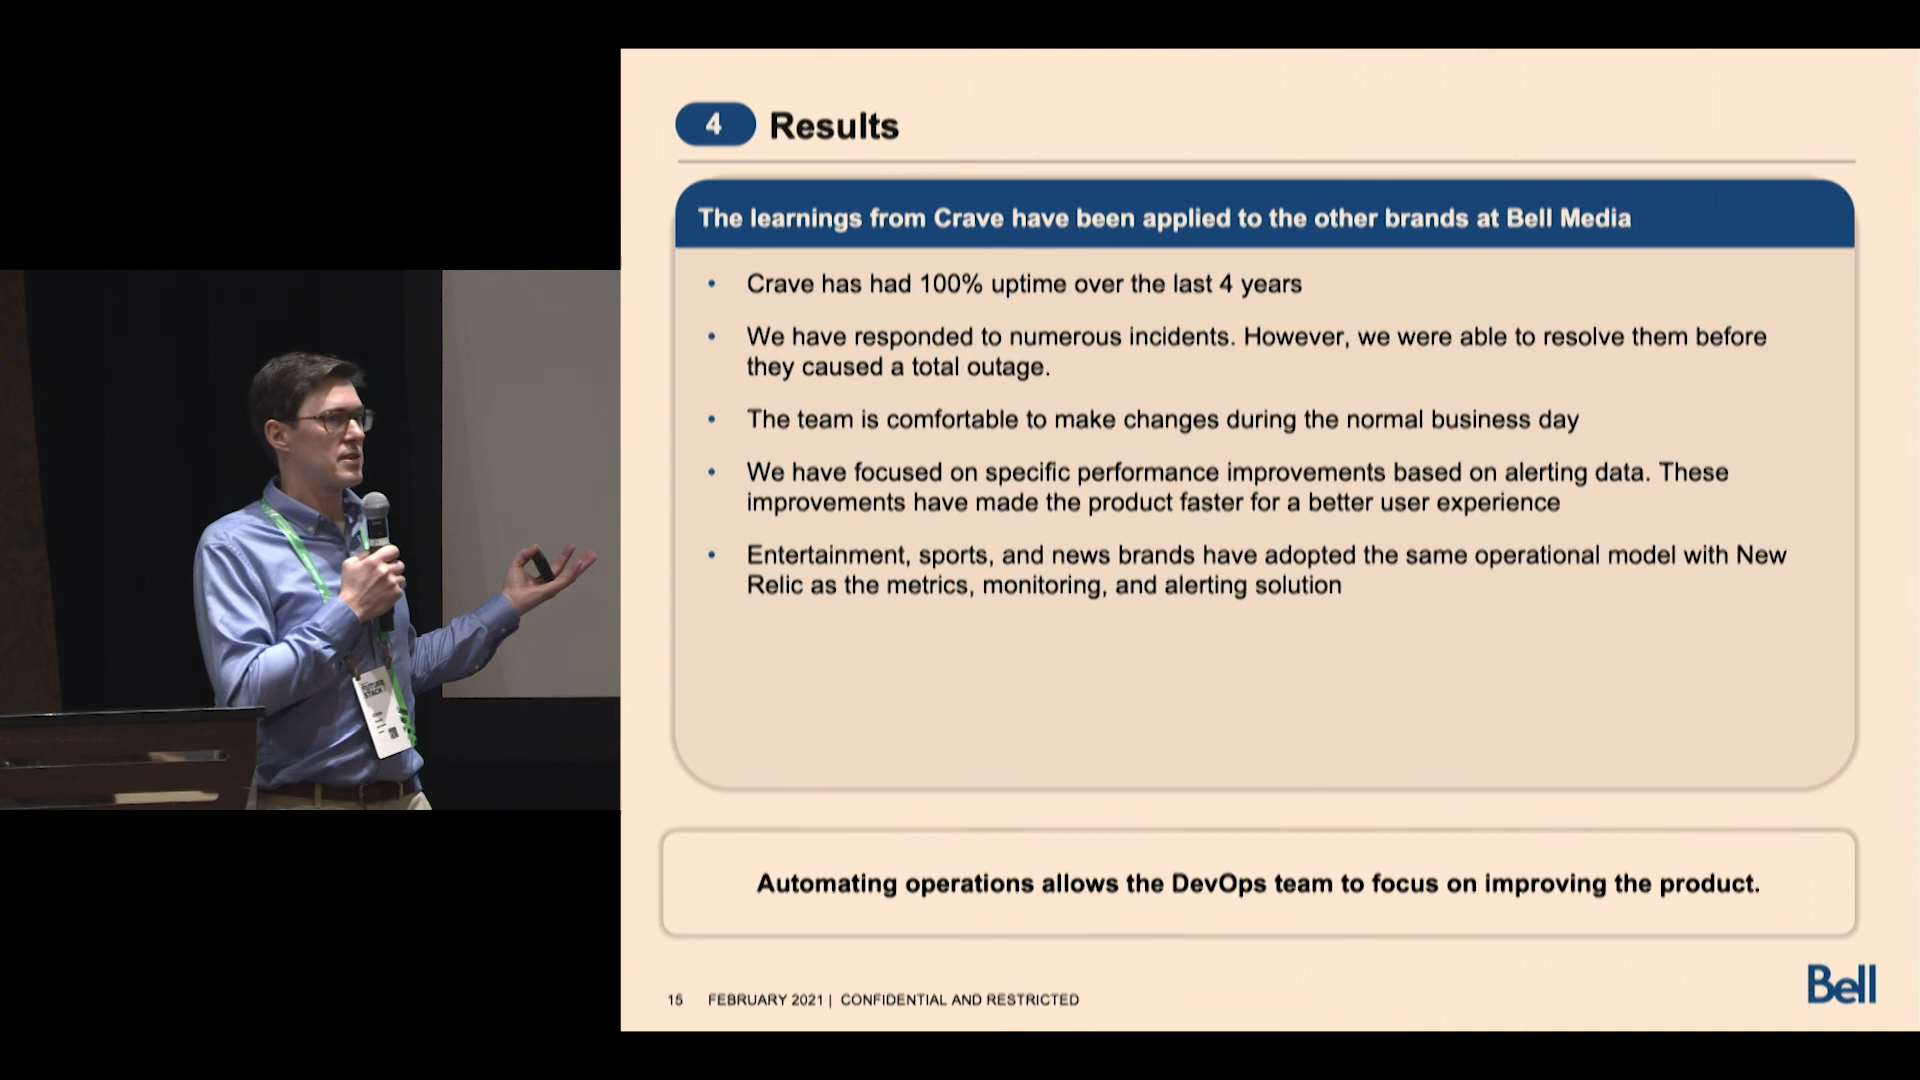 4 Results
The learnings from Crave have been applied to the other brands at Bell Media
• Crave has had 100% uptime over the last 4 years
• We have responded to numerous incidents. However, we were able to resolve them before
they caused a total outage.
• The team is comfortable to make changes during the normal business day
• We have focused on specific performance improvements based on alerting data. These
improvements have made the product faster for a better user experience
• Entertainment, sports, and news brands have adopted the same operational model with New
Relic as the metrics, monitoring, and alerting solution
Automating operations allows the DevOps team to focus on improving the product.
15 FEBRUARY 2021 | CONFIDENTIAL AND RESTRICTED
Bell
FUTURE
STACK